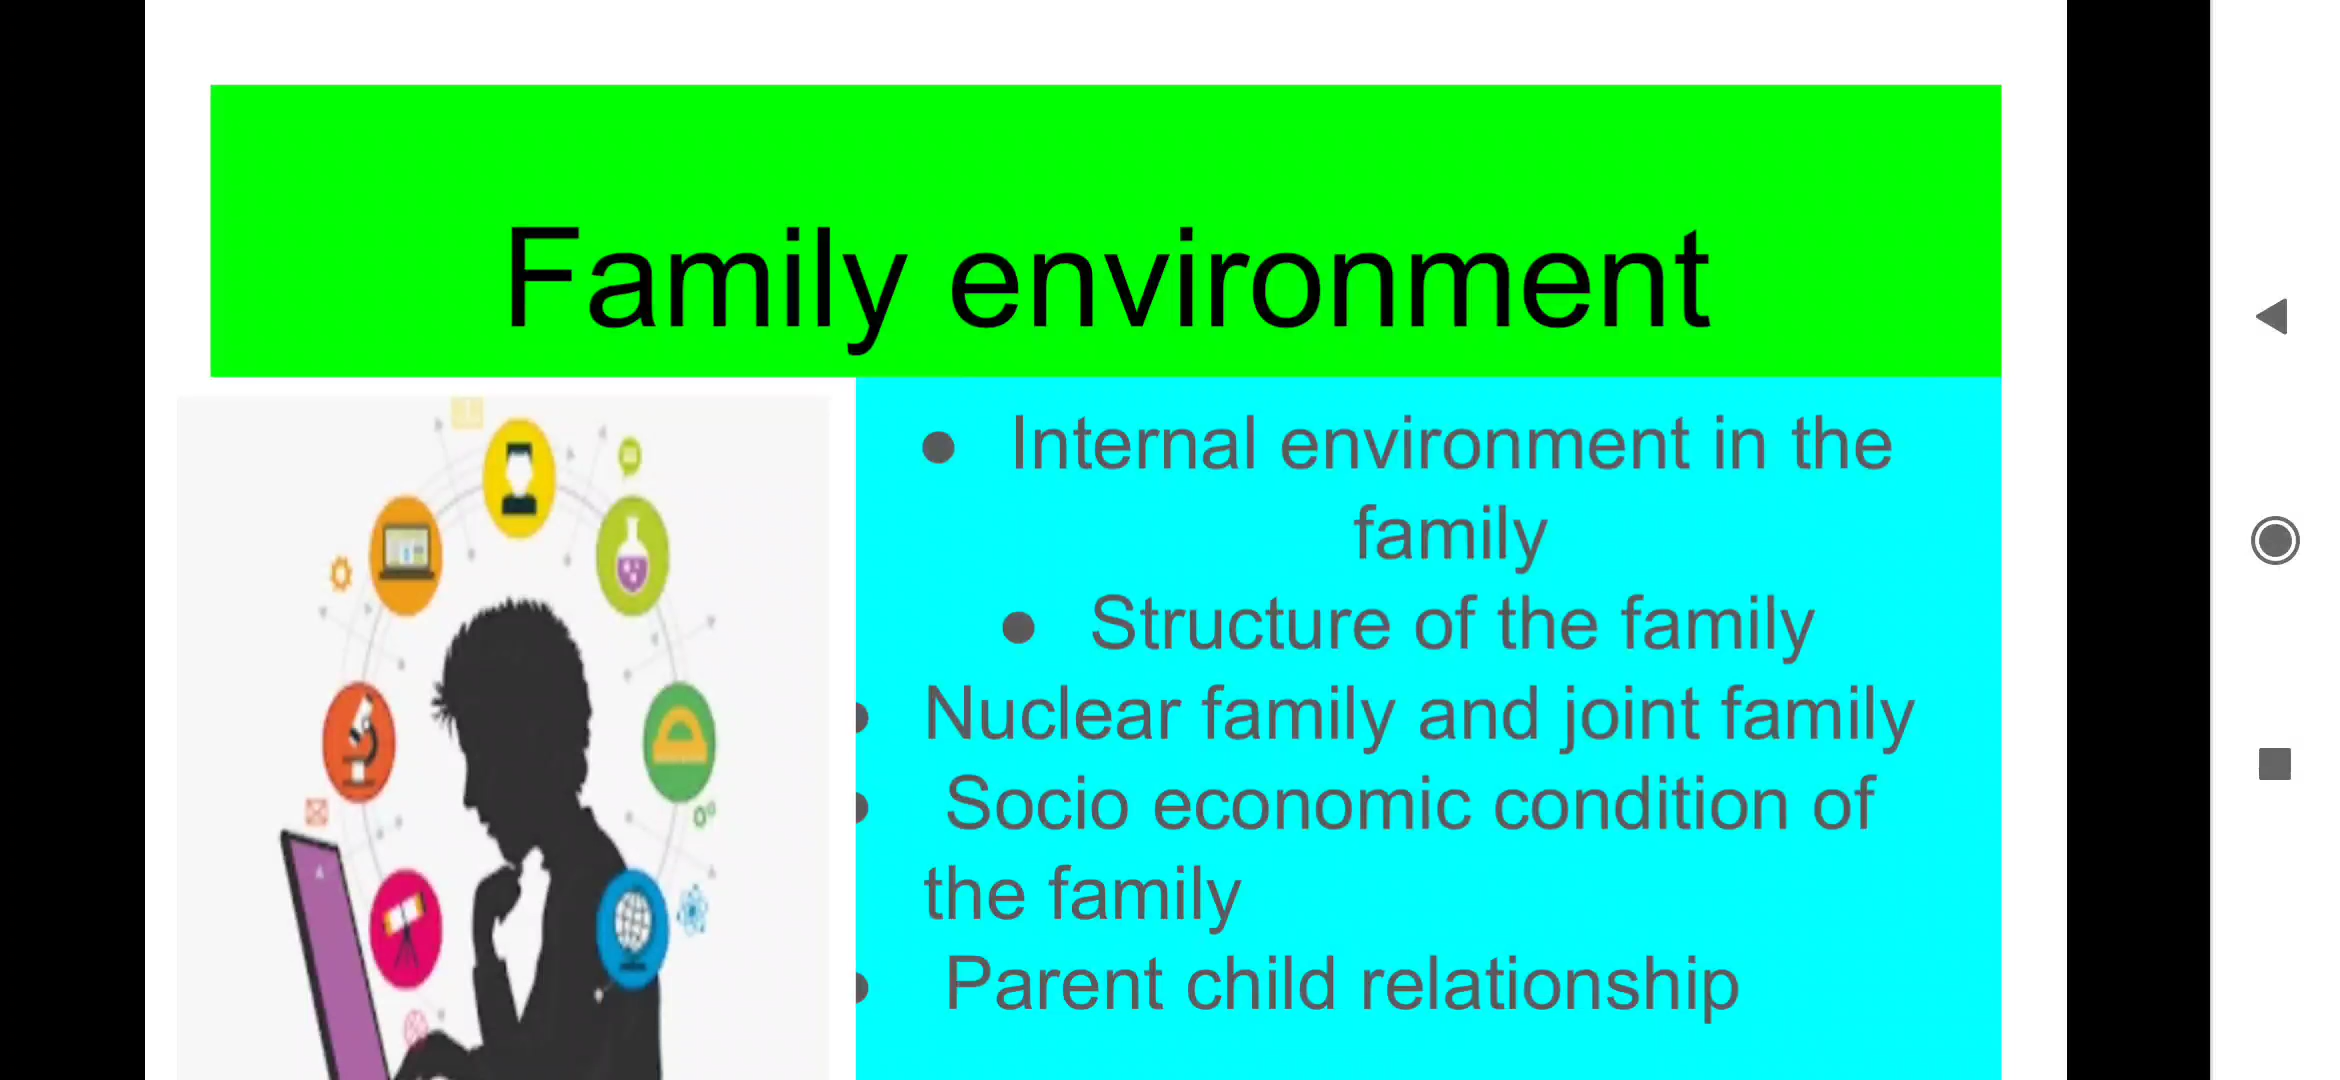 Family environment
● Internal environment in the
family
● Structure of the family
● Nuclear family and joint family
● Socio economic condition of
the family
● Parent child relationship